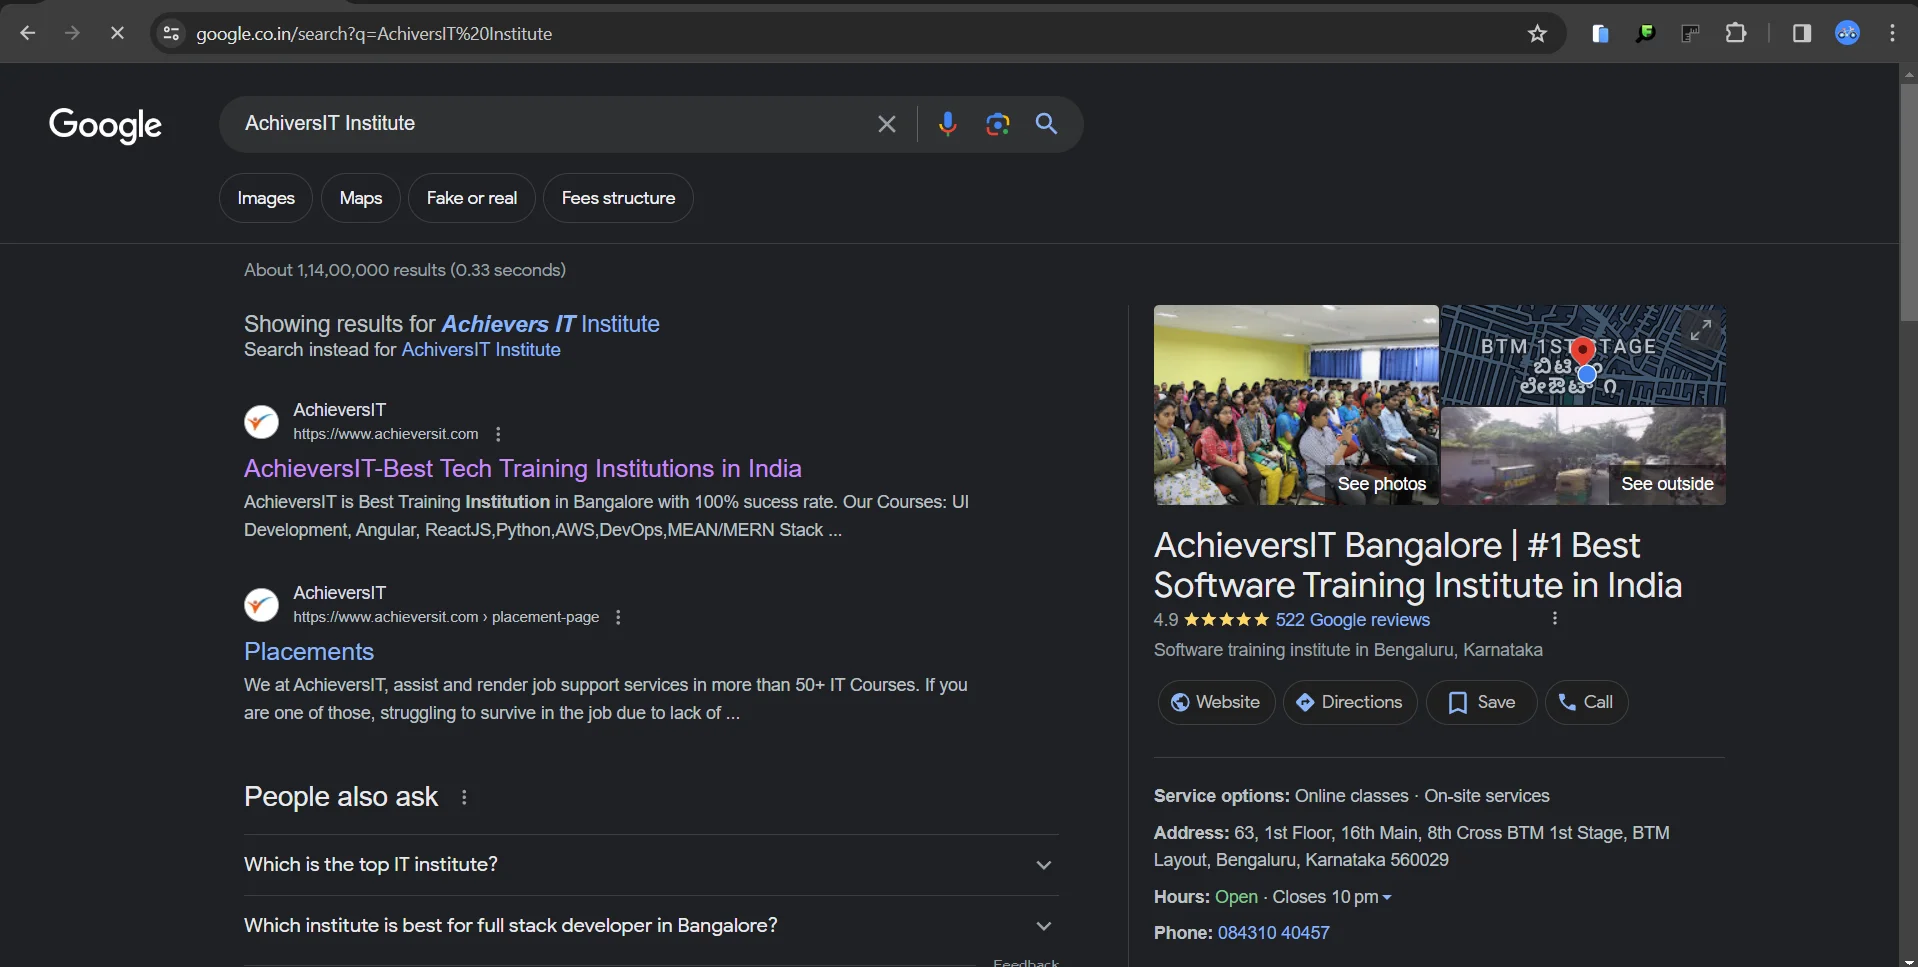 google.co.in/search?q=AchiversIT%20Institute
Google
AchiversIT Institute
Images
Maps
Fake or real
Fees structure
About 1,14,00,000 results (0.33 seconds)
Showing results for Achievers IT Institute
Search instead for AchiversIT Institute
AchieversIT
https://www.achieversit.com
AchieversIT-Best Tech Training Institutions in India
AchieversIT is Best Training Institution in Bangalore with 100% sucess rate. Our Courses: UI
Development, Angular, ReactJS,Python,AWS,DevOps,MEAN/MERN Stack ...
AchieversIT
https://www.achieversit.com › placement-page
Placements
We at AchieversIT, assist and render job support services in more than 50+ IT Courses. If you
are one of those, struggling to survive in the job due to lack of ...
People also ask
Which is the top IT institute?
Which institute is best for full stack developer in Bangalore?
Feedback
BTM 1ST STAGE
See photos
See outside
AchieversIT Bangalore | #1 Best
Software Training Institute in India
4.9 ★★★★★ 522 Google reviews
Software training institute in Bengaluru, Karnataka
Website
Directions
Save
Call
Service options: Online classes · On-site services
Address: 63, 1st Floor, 16th Main, 8th Cross BTM 1st Stage, BTM
Layout, Bengaluru, Karnataka 560029
Hours: Open · Closes 10 pm
Phone: 084310 40457